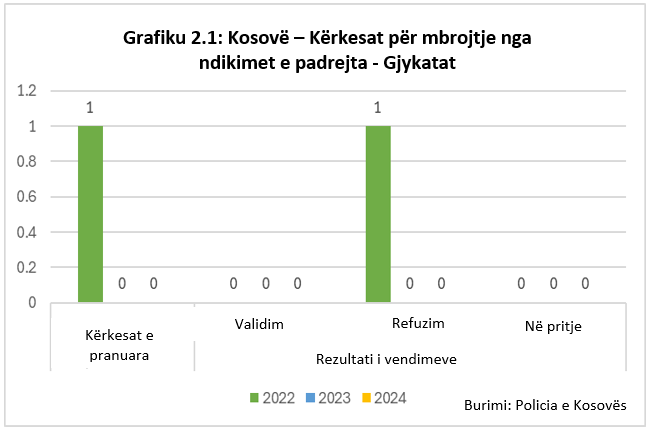 Grafiku 2.1: Kosovë – Kërkesat për mbrojtje nga
ndikimet e padrejta - Gjykatat
1.2
1
0.8
0.6
0.4
0.2
0
1 0 0 0 0 0 1 0 0 0 0 0
Kërkesat e
pranuara
Validim Refuzim Në pritje
Rezultati i vendimeve
2022 2023 2024
Burimi: Policia e Kosovës